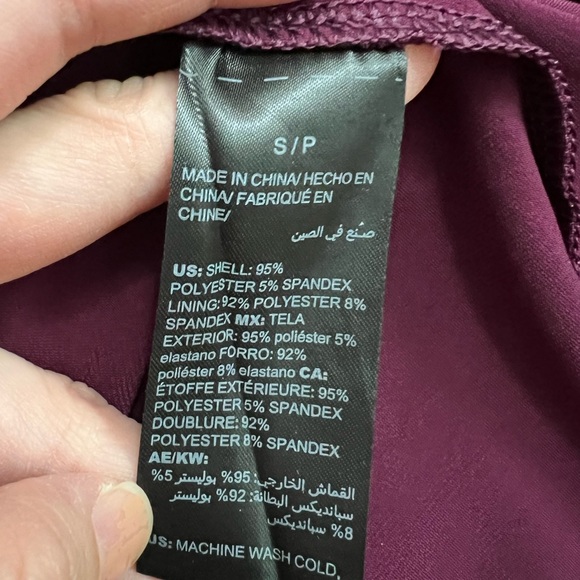 S/P
MADE IN CHINA/ HECHO EN
CHINA/ FABRIQUÉ EN
CHINE/
صنع في الصين
US: SHELL: 95%
POLYESTER 5% SPANDEX
LINING: 92% POLYESTER 8%
SPANDEX MX: TELA
EXTERIOR: 95% poliéster 5%
elastano FORRO: 92%
poliéster 8% elastano CA:
ÉTOFFE EXTÉRIEURE: 95%
POLYESTER 5% SPANDEX
DOUBLURE: 92%
POLYESTER 8% SPANDEX
AE/KW:
القماش الخارجي: 95% بوليستر 5%
سبانديكس البطانة: 92% بوليستر
8% سبانديكس
US: MACHINE WASH COLD,